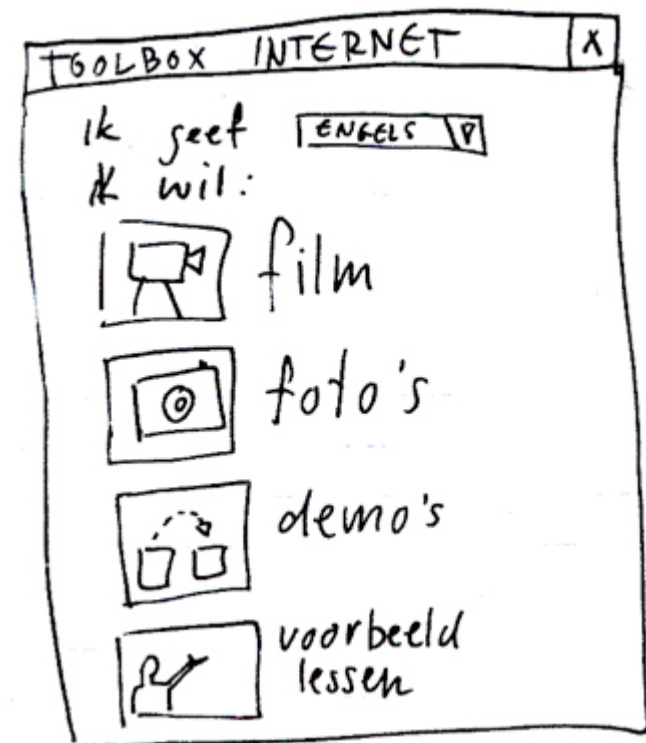 TOOLBOX INTERNET X
ik geef ENGELS
ik wil:
film
foto's
demo's
voorbeeld
lessen